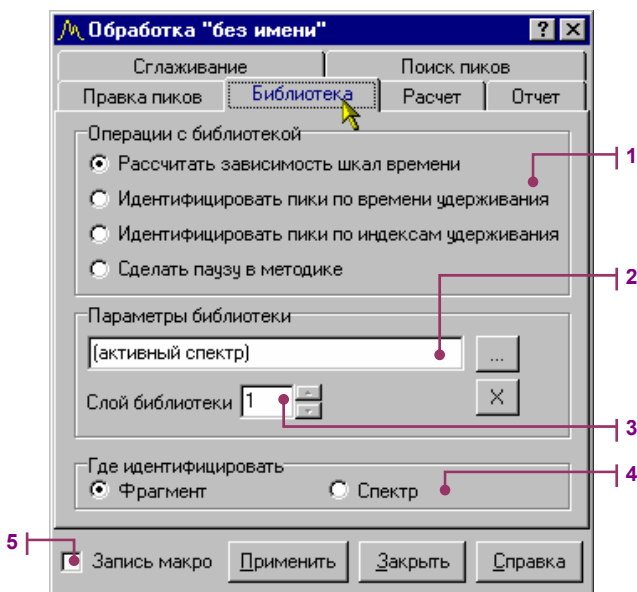 Обработка "без имени" ? X
Сглаживание Поиск пиков
Правка пиков Библиотека Расчет Отчет
Операции с библиотекой
Рассчитать зависимость шкал времени
1
Идентифицировать пики по времени удерживания
Идентифицировать пики по индексам удерживания
Сделать паузу в методике
2
Параметры библиотеки
(активный спектр) ...
Слой библиотеки 1 X
3
Где идентифицировать
4
Фрагмент Спектр
5
Запись макро Применить Закрыть Справка